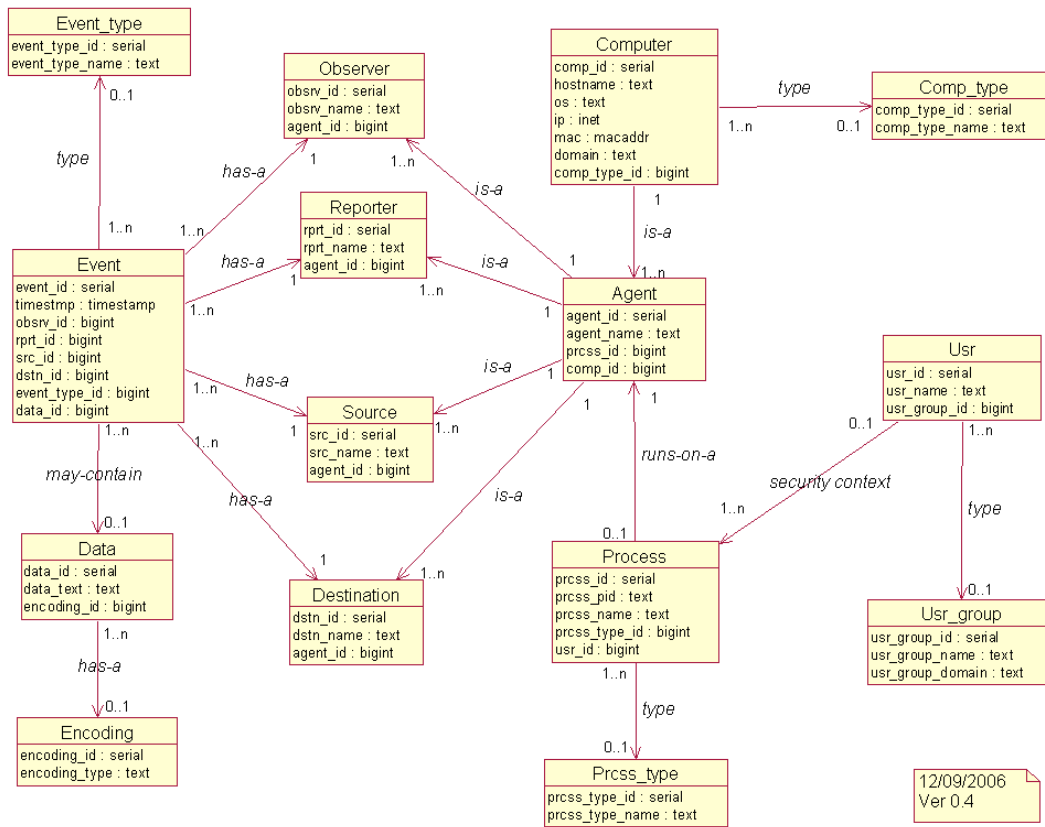 Event_type
event_type_id : serial
event_type_name : text
0..1
type
1..n
Observer
obsrv_id : serial
obsrv_name : text
agent_id : bigint
1
1..n
has-a
1..n
is-a
1
Computer
comp_id : serial
hostname : text
os : text
ip : inet
mac : macaddr
domain : text
comp_type_id : bigint
type
1..n
0..1
Comp_type
comp_type_id : serial
comp_type_name : text
1
is-a
1..n
Reporter
rprt_id : serial
rprt_name : text
agent_id : bigint
has-a
1
1..n
is-a
1..n
1
Event
event_id : serial
timestmp : timestamp
obsrv_id : bigint
rprt_id : bigint
src_id : bigint
dstn_id : bigint
event_type_id : bigint
data_id : bigint
Agent
agent_id : serial
agent_name : text
prcss_id : bigint
comp_id : bigint
Usr
usr_id : serial
usr_name : text
usr_group_id : bigint
1..n
has-a
1
is-a
1
1..n
Source
src_id : serial
src_name : text
agent_id : bigint
1..n
may-contain
0..1
1..n
has-a
1
1
is-a
1..n
1
runs-on-a
0..1
0..1
security context
1..n
1..n
type
0..1
Data
data_id : serial
data_text : text
encoding_id : bigint
Destination
dstn_id : serial
dstn_name : text
agent_id : bigint
Process
prcss_id : serial
prcss_pid : text
prcss_name : text
prcss_type_id : bigint
usr_id : bigint
Usr_group
usr_group_id : serial
usr_group_name : text
usr_group_domain : text
1..n
has-a
0..1
1..n
type
0..1
Encoding
encoding_id : serial
encoding_type : text
Prcss_type
prcss_type_id : serial
prcss_type_name : text
12/09/2006
Ver 0.4